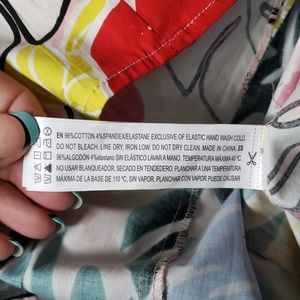 EN 96%COTTON 4%SPANDEX/ELASTANE EXCLUSIVE OF ELASTIC HAND WASH COLD.
DO NOT BLEACH. LINE DRY. IRON LOW. DO NOT DRY CLEAN. MADE IN CHINA. ES
96%ALGODÓN 4%elastano SIN ELÁSTICO LAVAR A MANO. TEMPERATURA MÁXIMA 40 ºC
NO USAR BLANQUEADOR. SECADO EN TENDEDERO. PLANCHAR A UNA TEMPERATURA
MÁXIMA DE LA BASE DE 110 ºC, SIN VAPOR. PLANCHAR CON VAPOR PUEDE CAUSAR